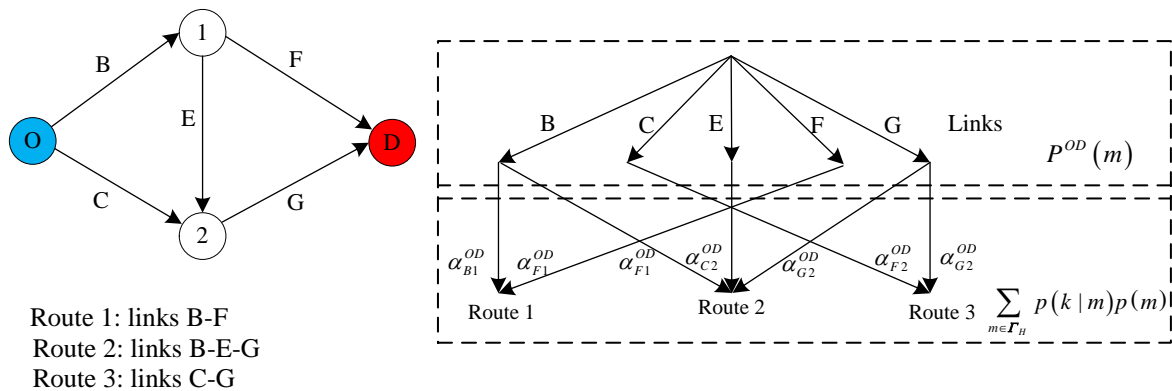 1
B
F
O
E
D
C
G
2
Route 1: links B-F
Route 2: links B-E-G
Route 3: links C-G
B
C
E
F
G
Links
P^{OD}(m)
α_{B1}^{OD} α_{F1}^{OD} α_{F1}^{OD} α_{C2}^{OD} α_{G2}^{OD} α_{F2}^{OD} α_{G2}^{OD}
Route 1
Route 2
Route 3
\sum_{m∈Γ_H} p(k | m) p(m)